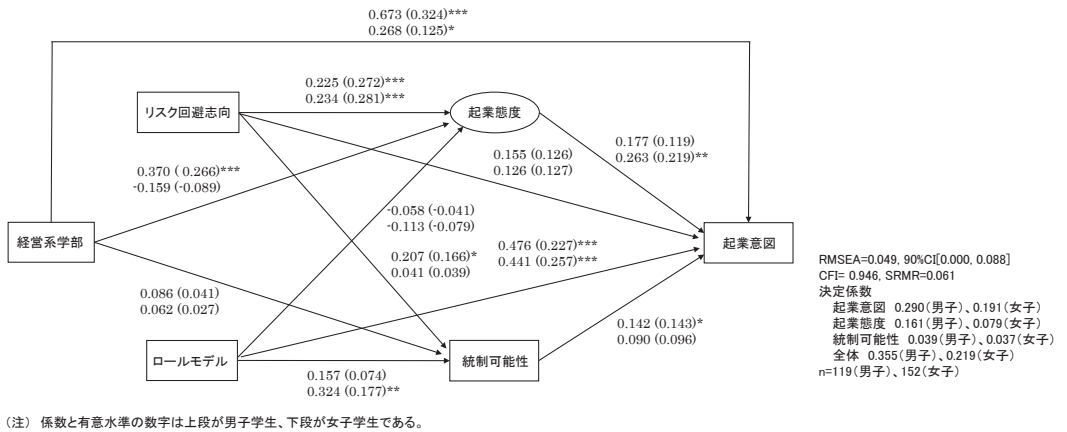 0.673 (0.324)***
0.268 (0.125)*
0.225 (0.272)***
0.234 (0.281)***
リスク回避志向
起業態度
0.177 (0.119)
0.263 (0.219)**
0.155 (0.126)
0.126 (0.127)
0.370 ( 0.266)***
-0.159 (-0.089)
-0.058 (-0.041)
-0.113 (-0.079)
経営系学部
起業意図
0.476 (0.227)***
0.441 (0.257)***
0.207 (0.166)*
0.041 (0.039)
0.086 (0.041)
0.062 (0.027)
0.142 (0.143)*
0.090 (0.096)
ロールモデル
統制可能性
0.157 (0.074)
0.324 (0.177)**
RMSEA=0.049, 90%CI[0.000, 0.088]
CFI= 0.946, SRMR=0.061
決定係数
起業意図 0.290(男子)、0.191(女子)
起業態度 0.161(男子)、0.079(女子)
統制可能性 0.039(男子)、0.037(女子)
全体 0.355(男子)、0.219(女子)
n=119(男子)、152(女子)
(注) 係数と有意水準の数字は上段が男子学生、下段が女子学生である。